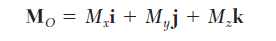 M_O = M_x i + M_y j + M_z k